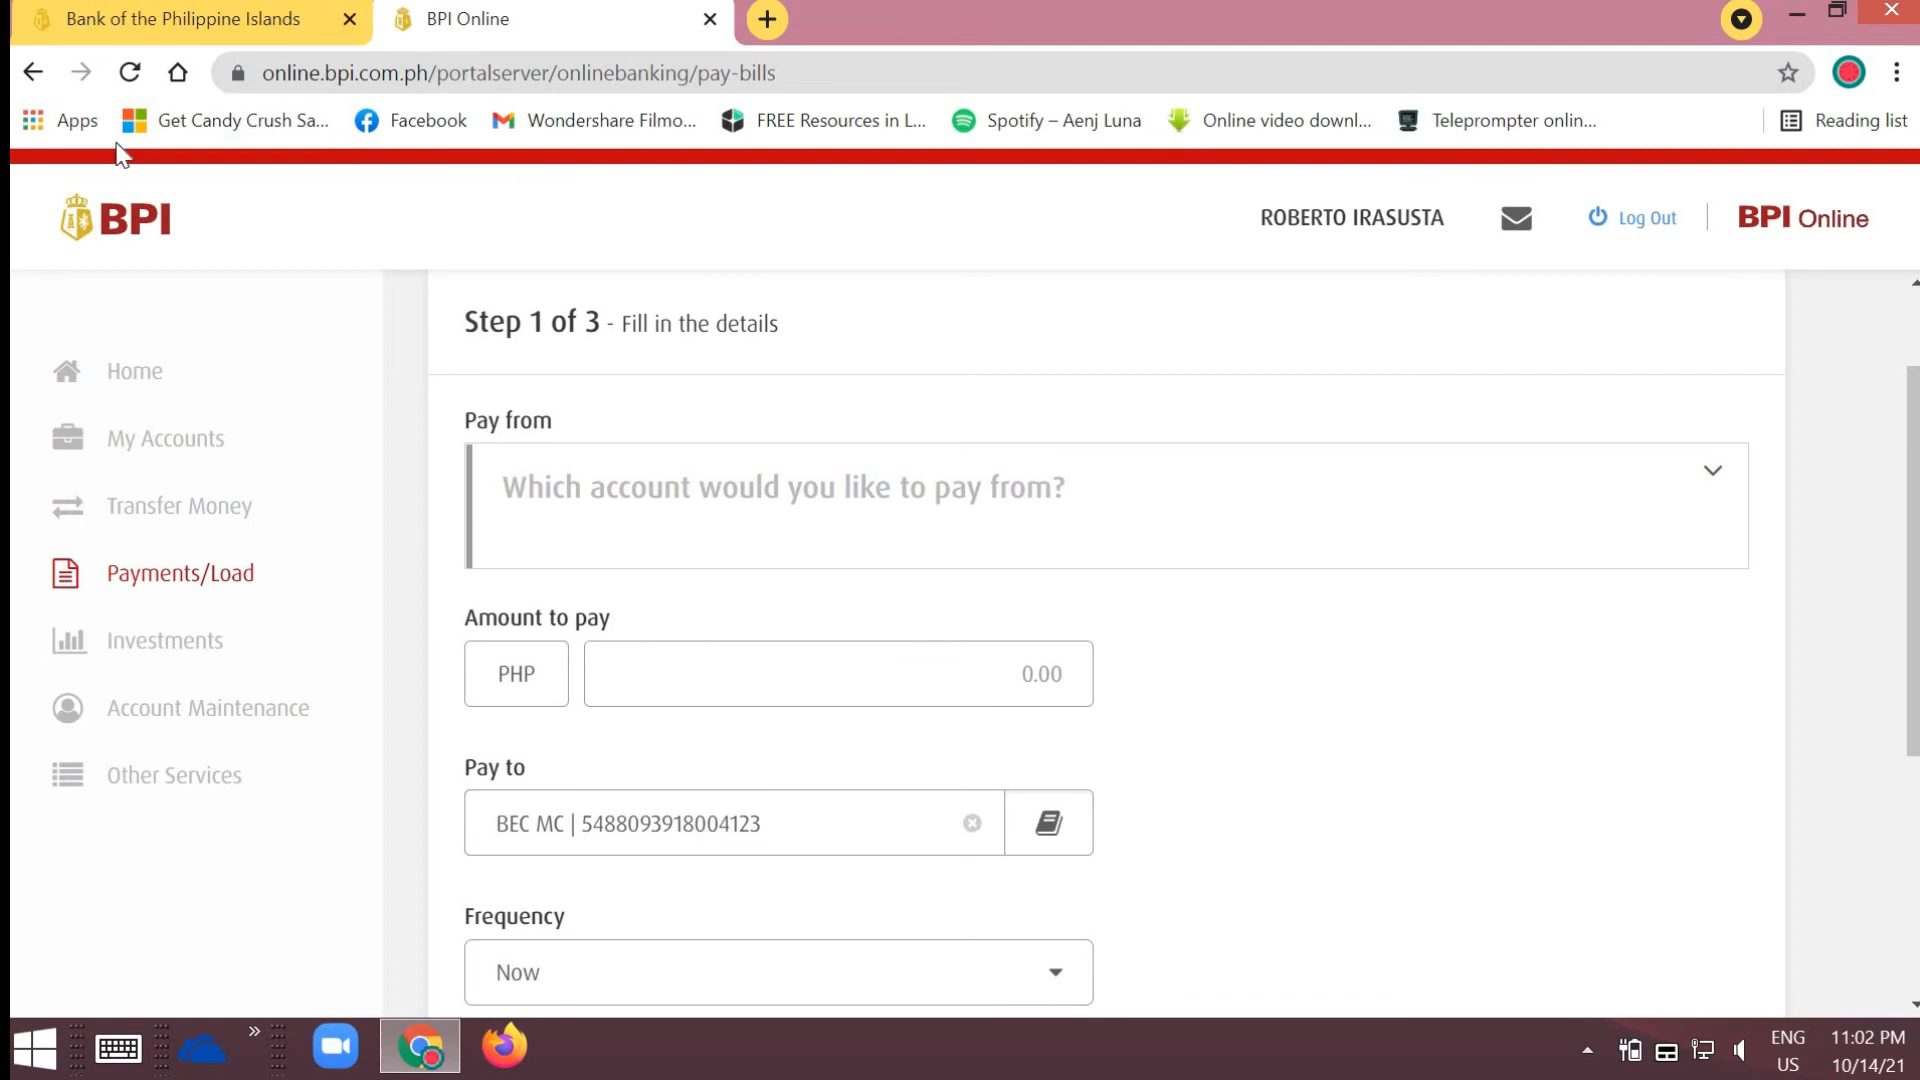 Bank of the Philippine Islands
BPI Online
online.bpi.com.ph/portalserver/onlinebanking/pay-bills
Apps
Get Candy Crush Sa...
Facebook
Wondershare Filmo...
FREE Resources in L...
Spotify – Aenj Luna
Online video downl...
Teleprompter onlin...
Reading list
BPI
ROBERTO IRASUSTA
Log Out
BPI Online
Home
My Accounts
Transfer Money
Payments/Load
Investments
Account Maintenance
Other Services
Step 1 of 3 - Fill in the details
Pay from
Which account would you like to pay from?
Amount to pay
PHP
0.00
Pay to
BEC MC | 5488093918004123
Frequency
Now
ENG
US
11:02 PM
10/14/21